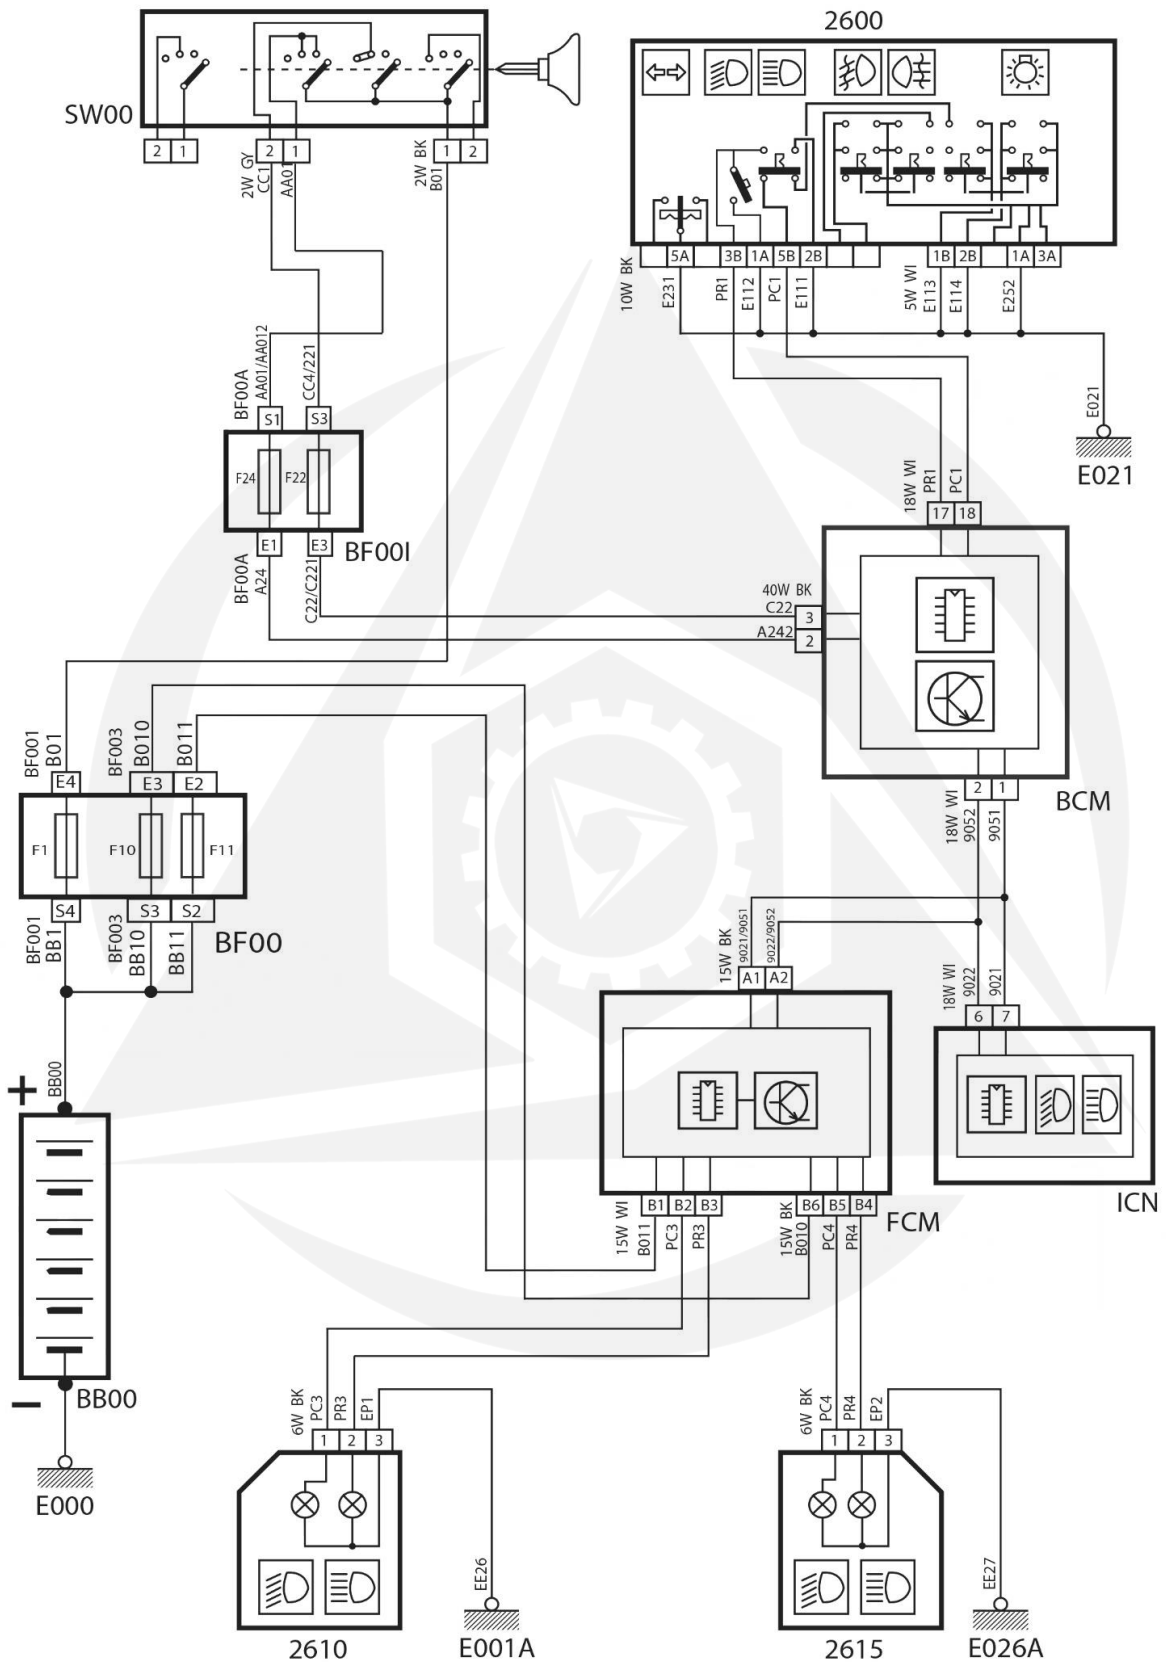 2600
SW00
2 1
2 1
1 2
2W GY
CC1
AA01
2W BK
B01
5A
3B 1A 5B 2B
1B 2B
1A 3A
10W BK
E231
PR1
E112
PC1
E111
5W WI
E113
E114
E252
E021
E021
BF00A
AA01/AA012
CC4/221
S1
S3
F24
F22
E1
E3
BF00I
BF00A
A24
C22/C221
18W WI
PR1
PC1
17 18
40W BK
C22
3
A242
2
BCM
2 1
18W WI
9052
9051
BF001
B01
BF003
B010
B011
E4
E3
E2
F1
F10
F11
S4
S3
S2
BF00
BF001
BB1
BF003
BB10
BB11
15W BK
9021/9051
9022/9052
A1 A2
18W WI
9022
9021
6 7
ICN
BB00
+
−
BB00
E000
B1 B2 B3
B6 B5 B4
FCM
15W WI
B011
PC3
PR3
15W BK
B010
PC4
PR4
6W BK
PC3
PR3
EP1
1 2 3
6W BK
PC4
PR4
EP2
1 2 3
EE26
EE27
2610
E001A
2615
E026A